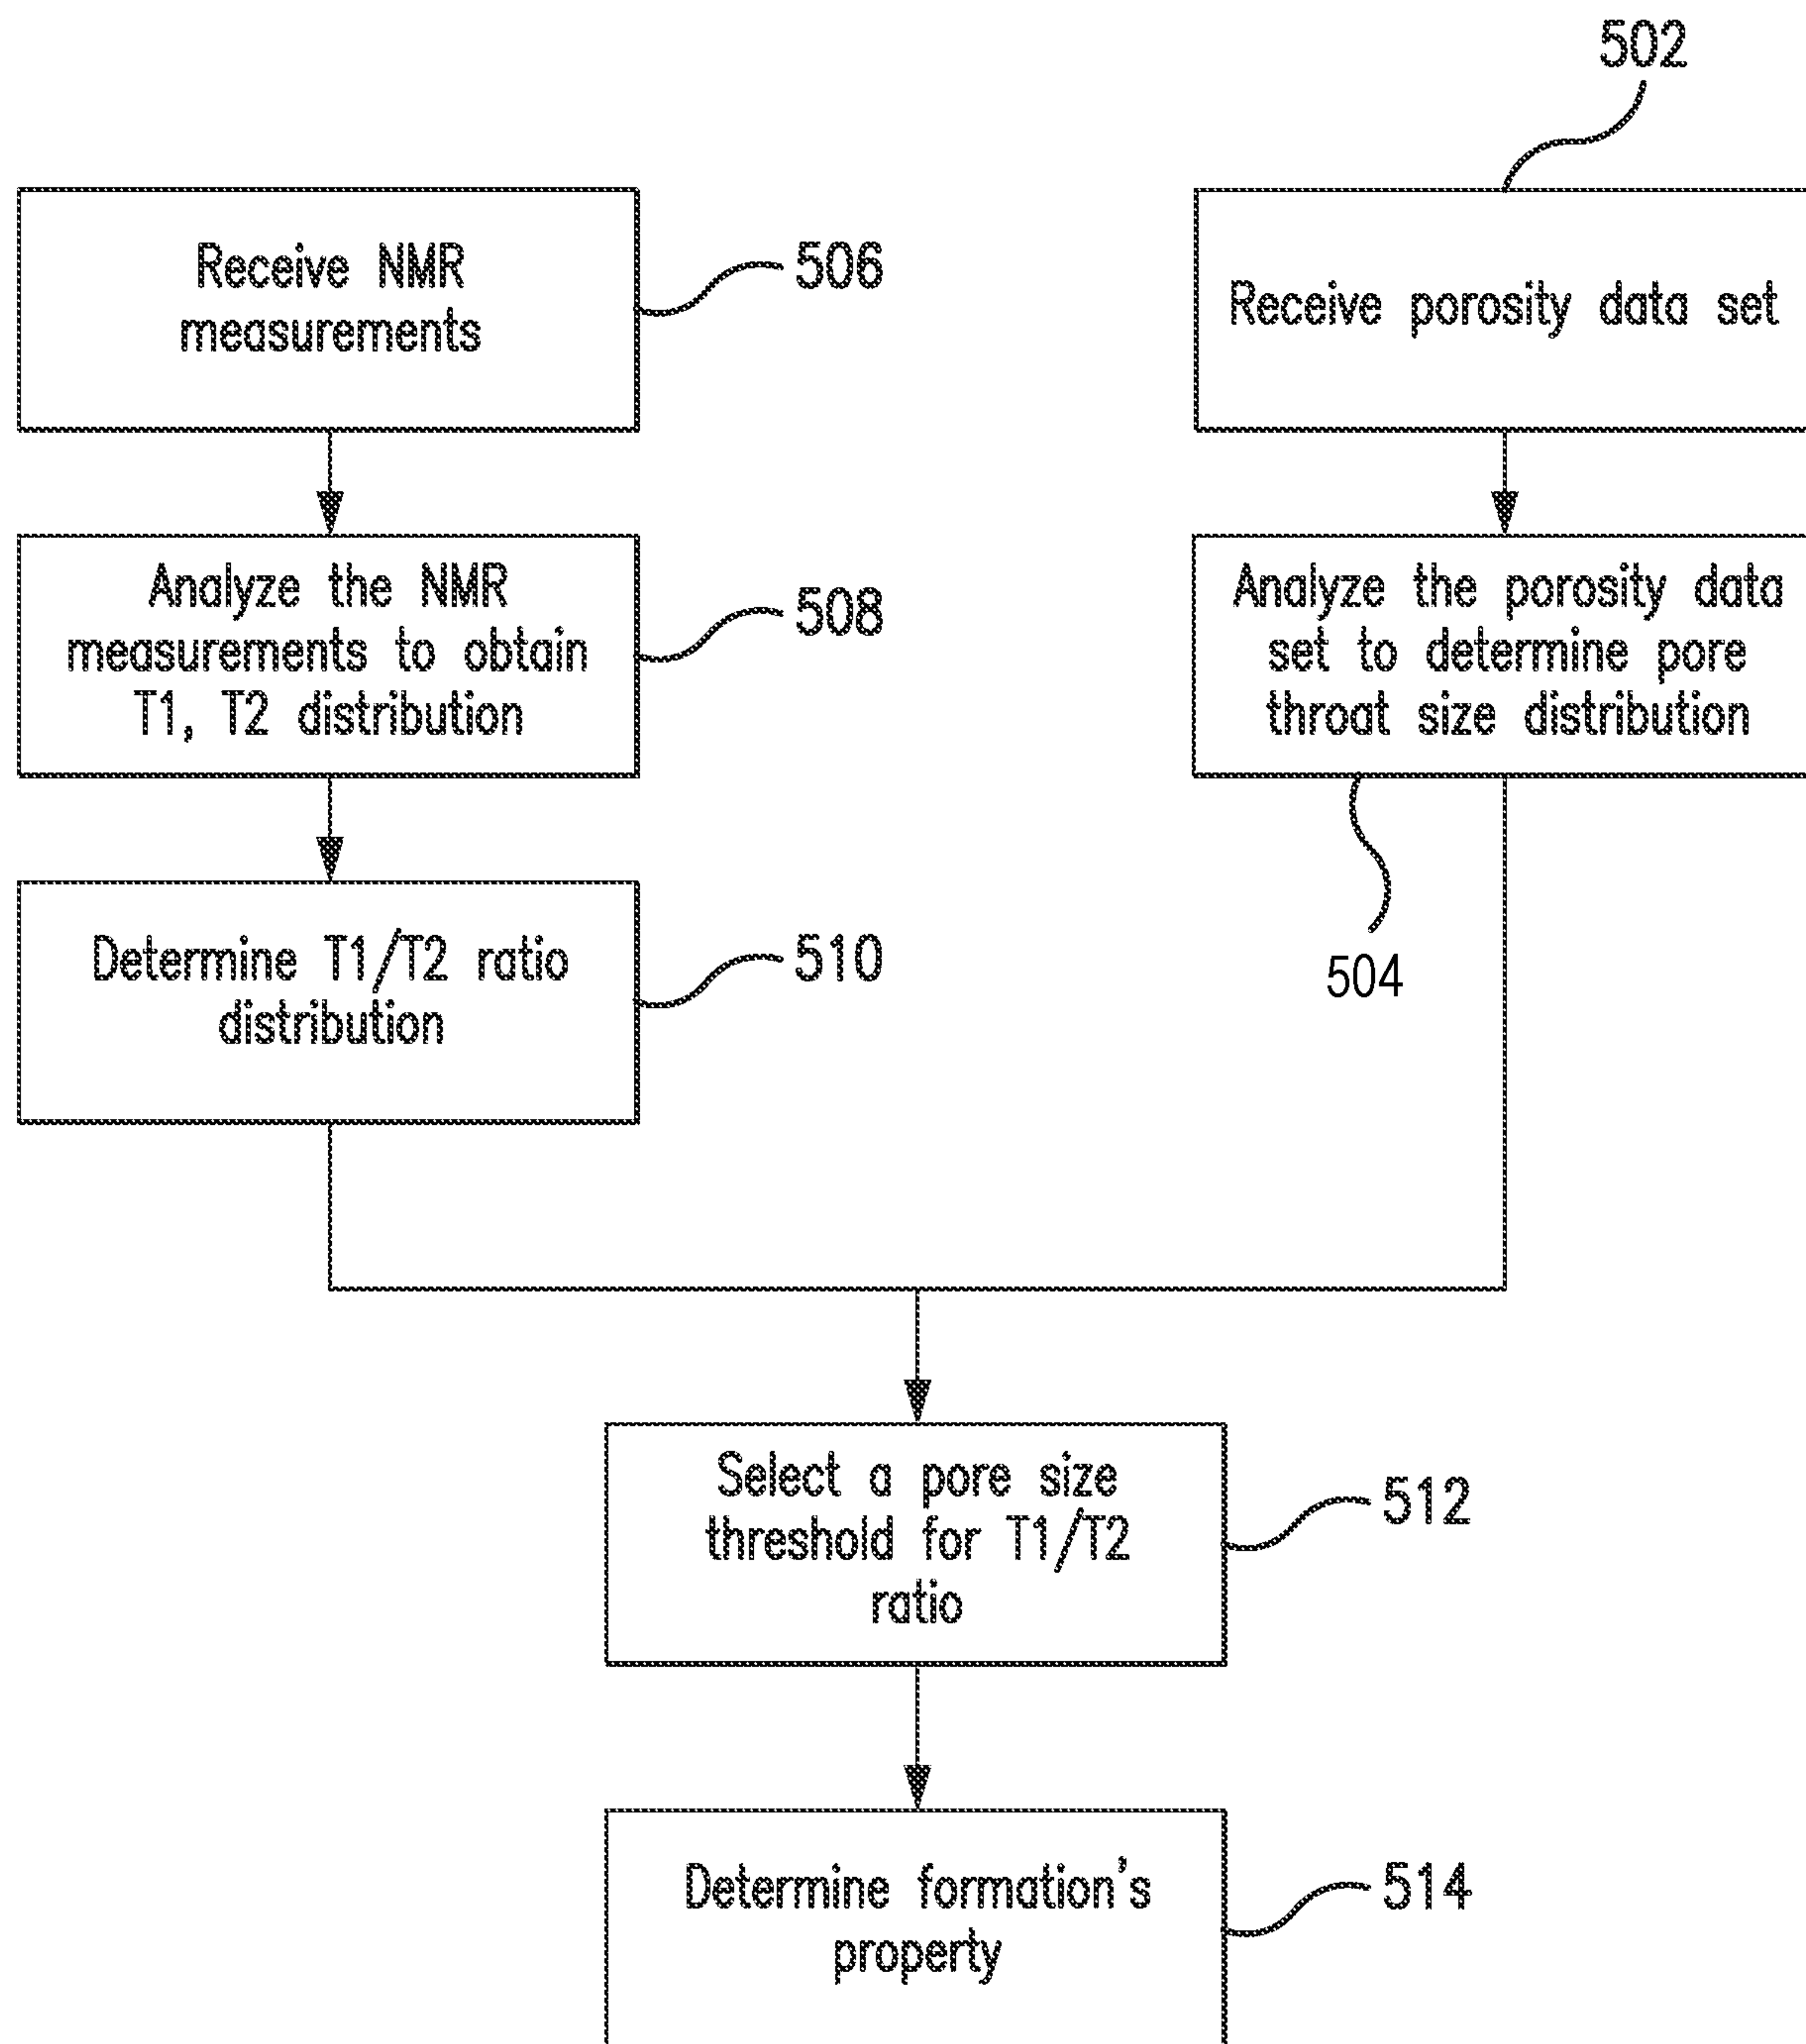 502
Receive NMR
measurements
506
Receive porosity data set
Analyze the NMR
measurements to obtain
T1, T2 distribution
508
Analyze the porosity data
set to determine pore
throat size distribution
504
Determine T1/T2 ratio
distribution
510
Select a pore size
threshold for T1/T2
ratio
512
Determine formation's
property
514